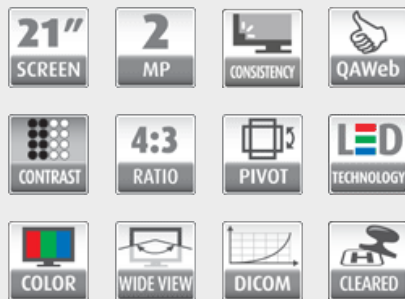 21″
SCREEN
2
MP
CONSISTENCY
QAWeb
CONTRAST
4:3
RATIO
PIVOT
LED
TECHNOLOGY
COLOR
WIDE VIEW
DICOM
CLEARED